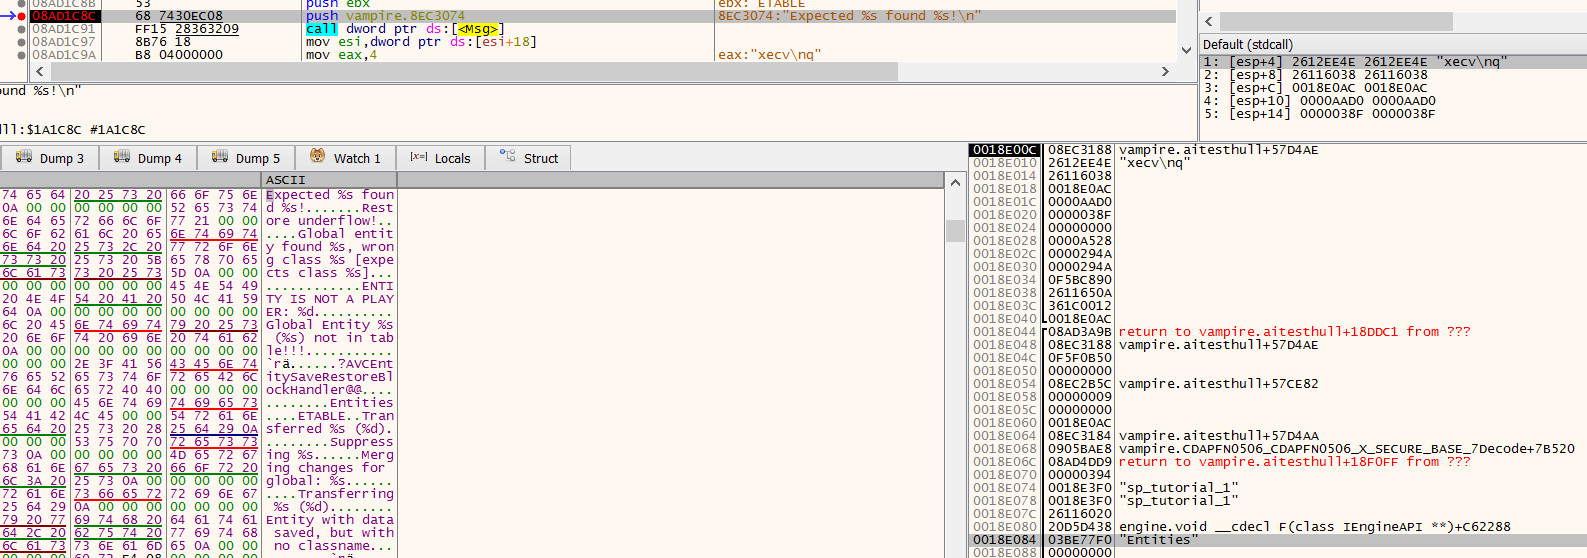 08AD1C8B 53 push ebx ebx:"ETABLE"
08AD1C8C 68 7430EC08 push vampire.8EC3074 8EC3074:"Expected %s found %s!\n"
08AD1C91 FF15 28363209 call dword ptr ds:[<Msg>]
08AD1C97 8B76 18 mov esi,dword ptr ds:[esi+18]
08AD1C9A B8 04000000 mov eax,4 eax:"xecv\nq"
ound %s!\n"
ll:$1A1C8C #1A1C8C
Default (stdcall)
1: [esp+4] 2612EE4E 2612EE4E "xecv\nq"
2: [esp+8] 26116038 26116038
3: [esp+C] 0018E0AC 0018E0AC
4: [esp+10] 0000AAD0 0000AAD0
5: [esp+14] 0000038F 0000038F
Dump 3 Dump 4 Dump 5 Watch 1 [x=] Locals Struct
ASCII
74 65 64 20 25 73 20 66 6F 75 6E Expected %s foun
0A 00 00 00 00 00 00 52 65 73 74 d %s!.......Rest
6E 64 65 72 66 6C 6F 77 21 00 00 ore underflow!..
6C 6F 62 61 6C 20 65 6E 74 69 74 ....Global entit
6E 64 20 25 73 2C 20 77 72 6F 6E y found %s, wron
73 73 20 25 73 20 5B 65 78 70 65 g class %s [expe
6C 61 73 73 20 25 73 5D 0A 00 00 cts class %s]...
00 00 00 00 00 00 00 45 4E 54 49 ............ENTI
20 4E 4F 54 20 41 20 50 4C 41 59 TY IS NOT A PLAY
64 0A 00 00 00 00 00 00 00 00 00 ER: %d..........
6C 20 45 6E 74 69 74 79 20 25 73 Global Entity %s
20 6E 6F 74 20 69 6E 20 74 61 62 (%s) not in tab
0A 00 00 00 00 00 00 00 00 00 00 le!!!...........
00 00 00 2E 3F 41 56 43 45 6E 74 `rä......?AVCEnt
76 65 52 65 73 74 6F 72 65 42 6C itySaveRestoreBl
6E 64 6C 65 72 40 40 00 00 00 00 ockHandler@@....
00 00 00 45 6E 74 69 74 69 65 73 ........Entities
54 41 42 4C 45 00 00 54 72 61 6E ....ETABLE..Tran
65 64 20 25 73 20 28 25 64 29 0A sferred %s (%d).
00 00 00 53 75 70 70 72 65 73 73 ........Suppress
73 0A 00 00 00 00 00 4D 65 72 67 ing %s......Merg
68 61 6E 67 65 73 20 66 6F 72 20 ing changes for
6C 3A 20 25 73 0A 00 00 00 00 00 global: %s......
72 61 6E 73 66 65 72 72 69 6E 67 ....Transferring
25 64 29 0A 00 00 00 00 00 00 00 %s (%d)........
79 20 77 69 74 68 20 64 61 74 61 Entity with data
64 2C 20 62 75 74 20 77 69 74 68 saved, but with
6C 61 73 73 6E 61 6D 65 0A 00 00 no classname...
0018E00C 08EC3188 vampire.aitesthull+57D4AE
0018E010 2612EE4E "xecv\nq"
0018E014 26116038
0018E018 0018E0AC
0018E01C 0000AAD0
0018E020 0000038F
0018E024 00000000
0018E028 0000A528
0018E02C 0000294A
0018E030 0000294A
0018E034 0F5BC890
0018E038 2611650A
0018E03C 361C0012
0018E040 0018E0AC
0018E044 08AD3A9B return to vampire.aitesthull+18DDC1 from ???
0018E048 08EC3188 vampire.aitesthull+57D4AE
0018E04C 0F5F0B50
0018E050 00000000
0018E054 08EC2B5C vampire.aitesthull+57CE82
0018E058 00000009
0018E05C 00000000
0018E060 0018E0AC
0018E064 08EC3184 vampire.aitesthull+57D4AA
0018E068 0905BAE8 vampire.CDAPFN0506_CDAPFN0506_X_SECURE_BASE_7Decode+7B520
0018E06C 08AD4DD9 return to vampire.aitesthull+18F0FF from ???
0018E070 00000394
0018E074 0018E3F0 "sp_tutorial_1"
0018E078 0018E3F0 "sp_tutorial_1"
0018E07C 26116020
0018E080 20D5D438 engine.void __cdecl F(class IEngineAPI **)+C62288
0018E084 03BE77F0 "Entities"
0018E088 00000000